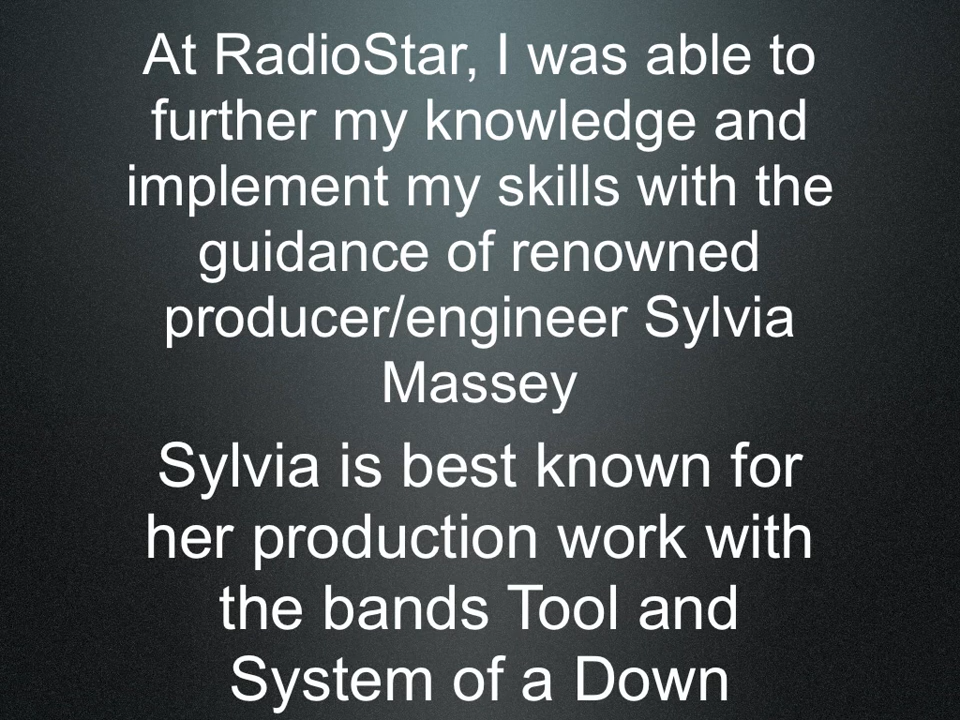 At RadioStar, I was able to
further my knowledge and
implement my skills with the
guidance of renowned
producer/engineer Sylvia
Massey
Sylvia is best known for
her production work with
the bands Tool and
System of a Down